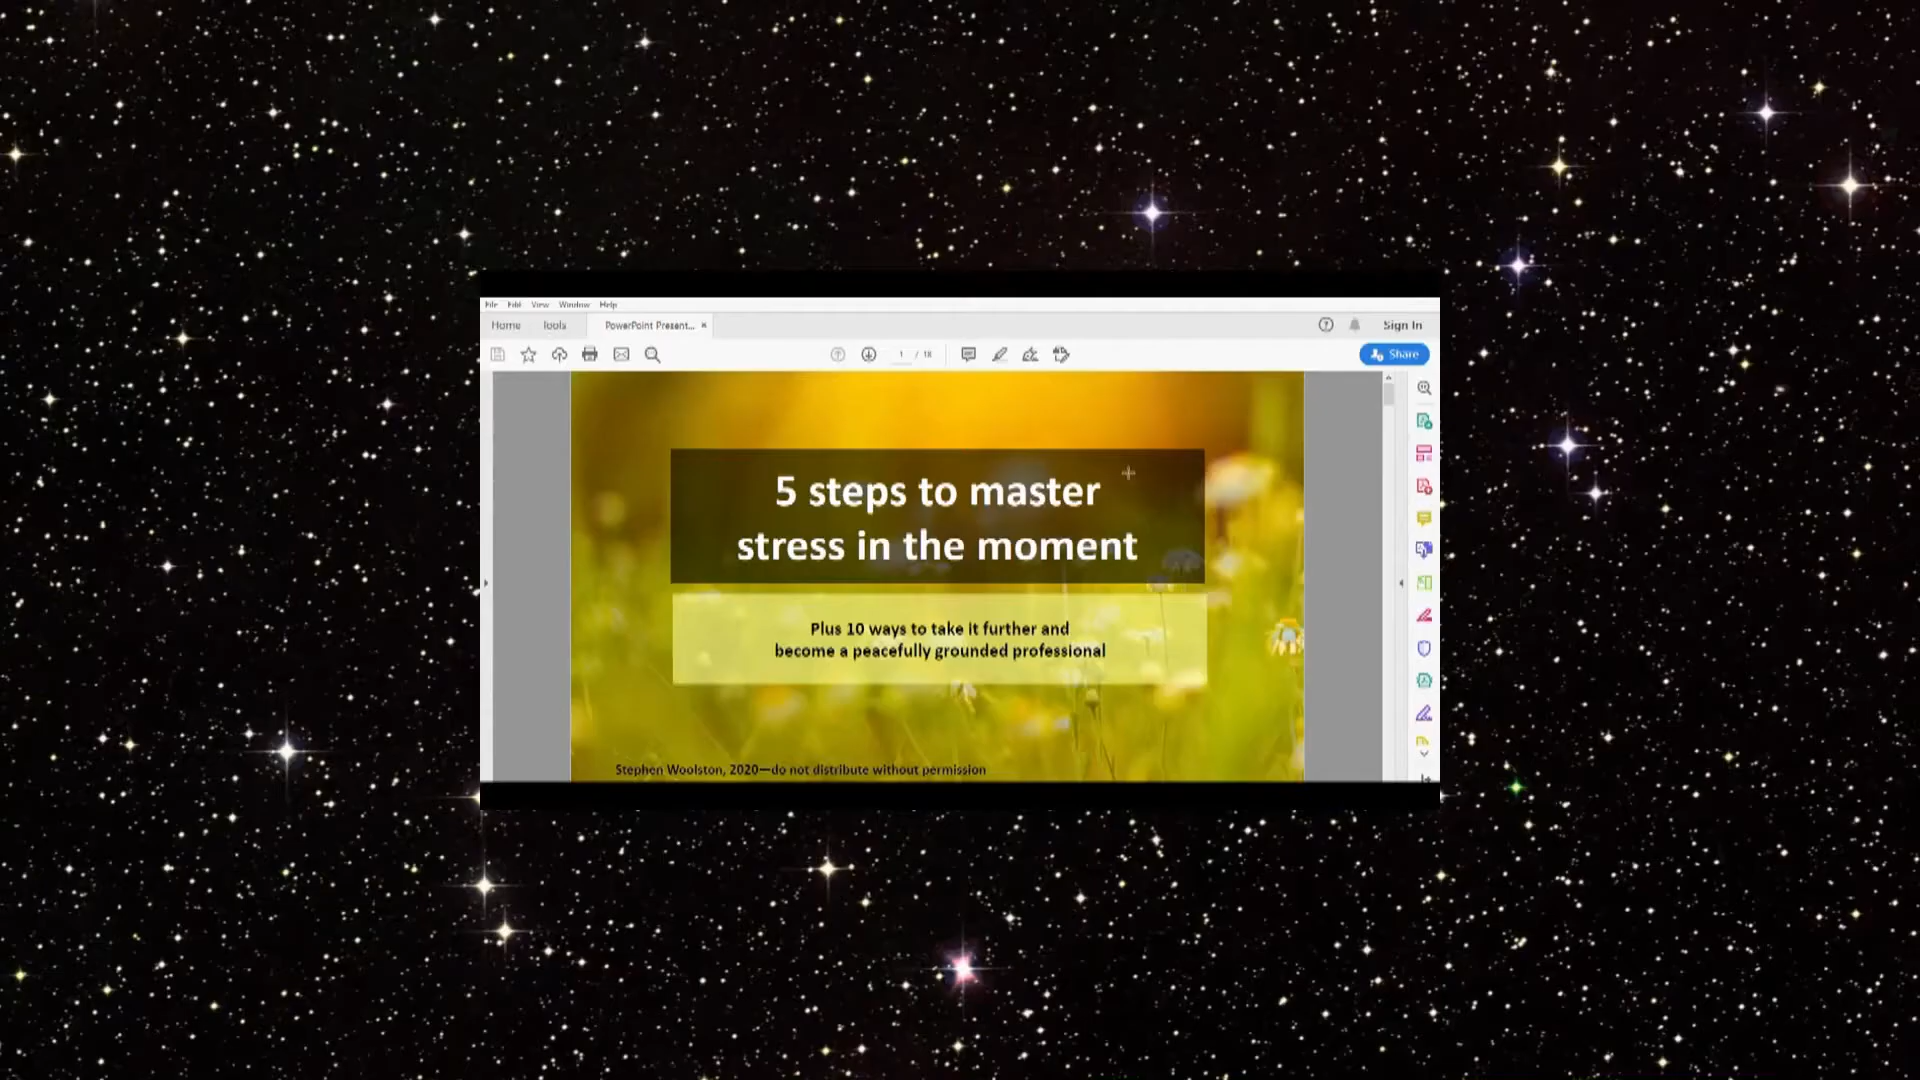 File Edit View Window Help
Home Tools PowerPoint Present... × Sign In
1 / 18 Share
5 steps to master
stress in the moment
Plus 10 ways to take it further and
become a peacefully grounded professional
Stephen Woolston, 2020—do not distribute without permission